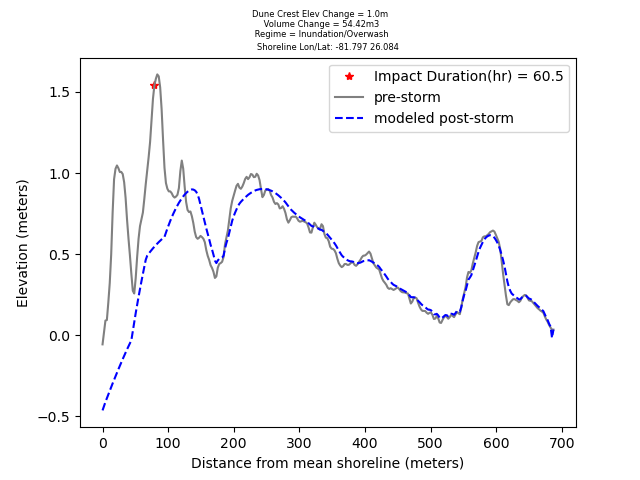 Dune Crest Elev Change = 1.0m
Volume Change = 54.42m3
Regime = Inundation/Overwash
Shoreline Lon/Lat: -81.797 26.084
Impact Duration(hr) = 60.5
pre-storm
modeled post-storm
1.5
1.0
0.5
0.0
−0.5
Elevation (meters)
0 100 200 300 400 500 600 700
Distance from mean shoreline (meters)